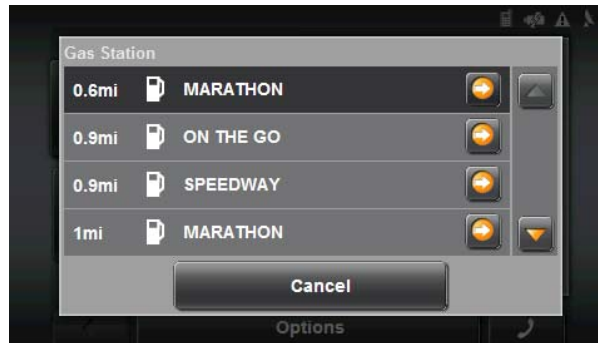 Gas Station
0.6mi MARATHON
0.9mi ON THE GO
0.9mi SPEEDWAY
1mi MARATHON
Cancel
Options